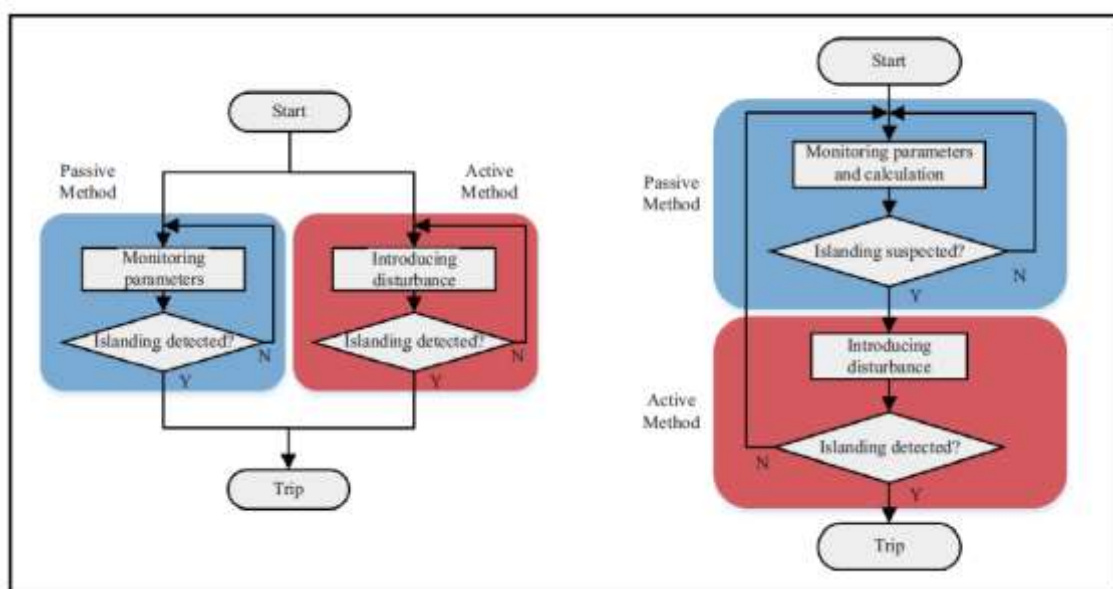 Start
Passive
Method
Active
Method
Monitoring
parameters
Introducing
disturbance
Islanding detected?
N
Y
Islanding detected?
N
Y
Trip
Start
Passive
Method
Monitoring parameters
and calculation
Islanding suspected?
N
Y
Active
Method
Introducing
disturbance
Islanding detected?
N
Y
Trip